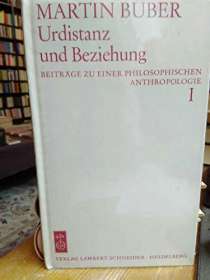 MARTIN BUBER
Urdistanz
und Beziehung
BEITRÄGE ZU EINER PHILOSOPHISCHEN
ANTHROPOLOGIE
I
VERLAG LAMBERT SCHNEIDER · HEIDELBERG